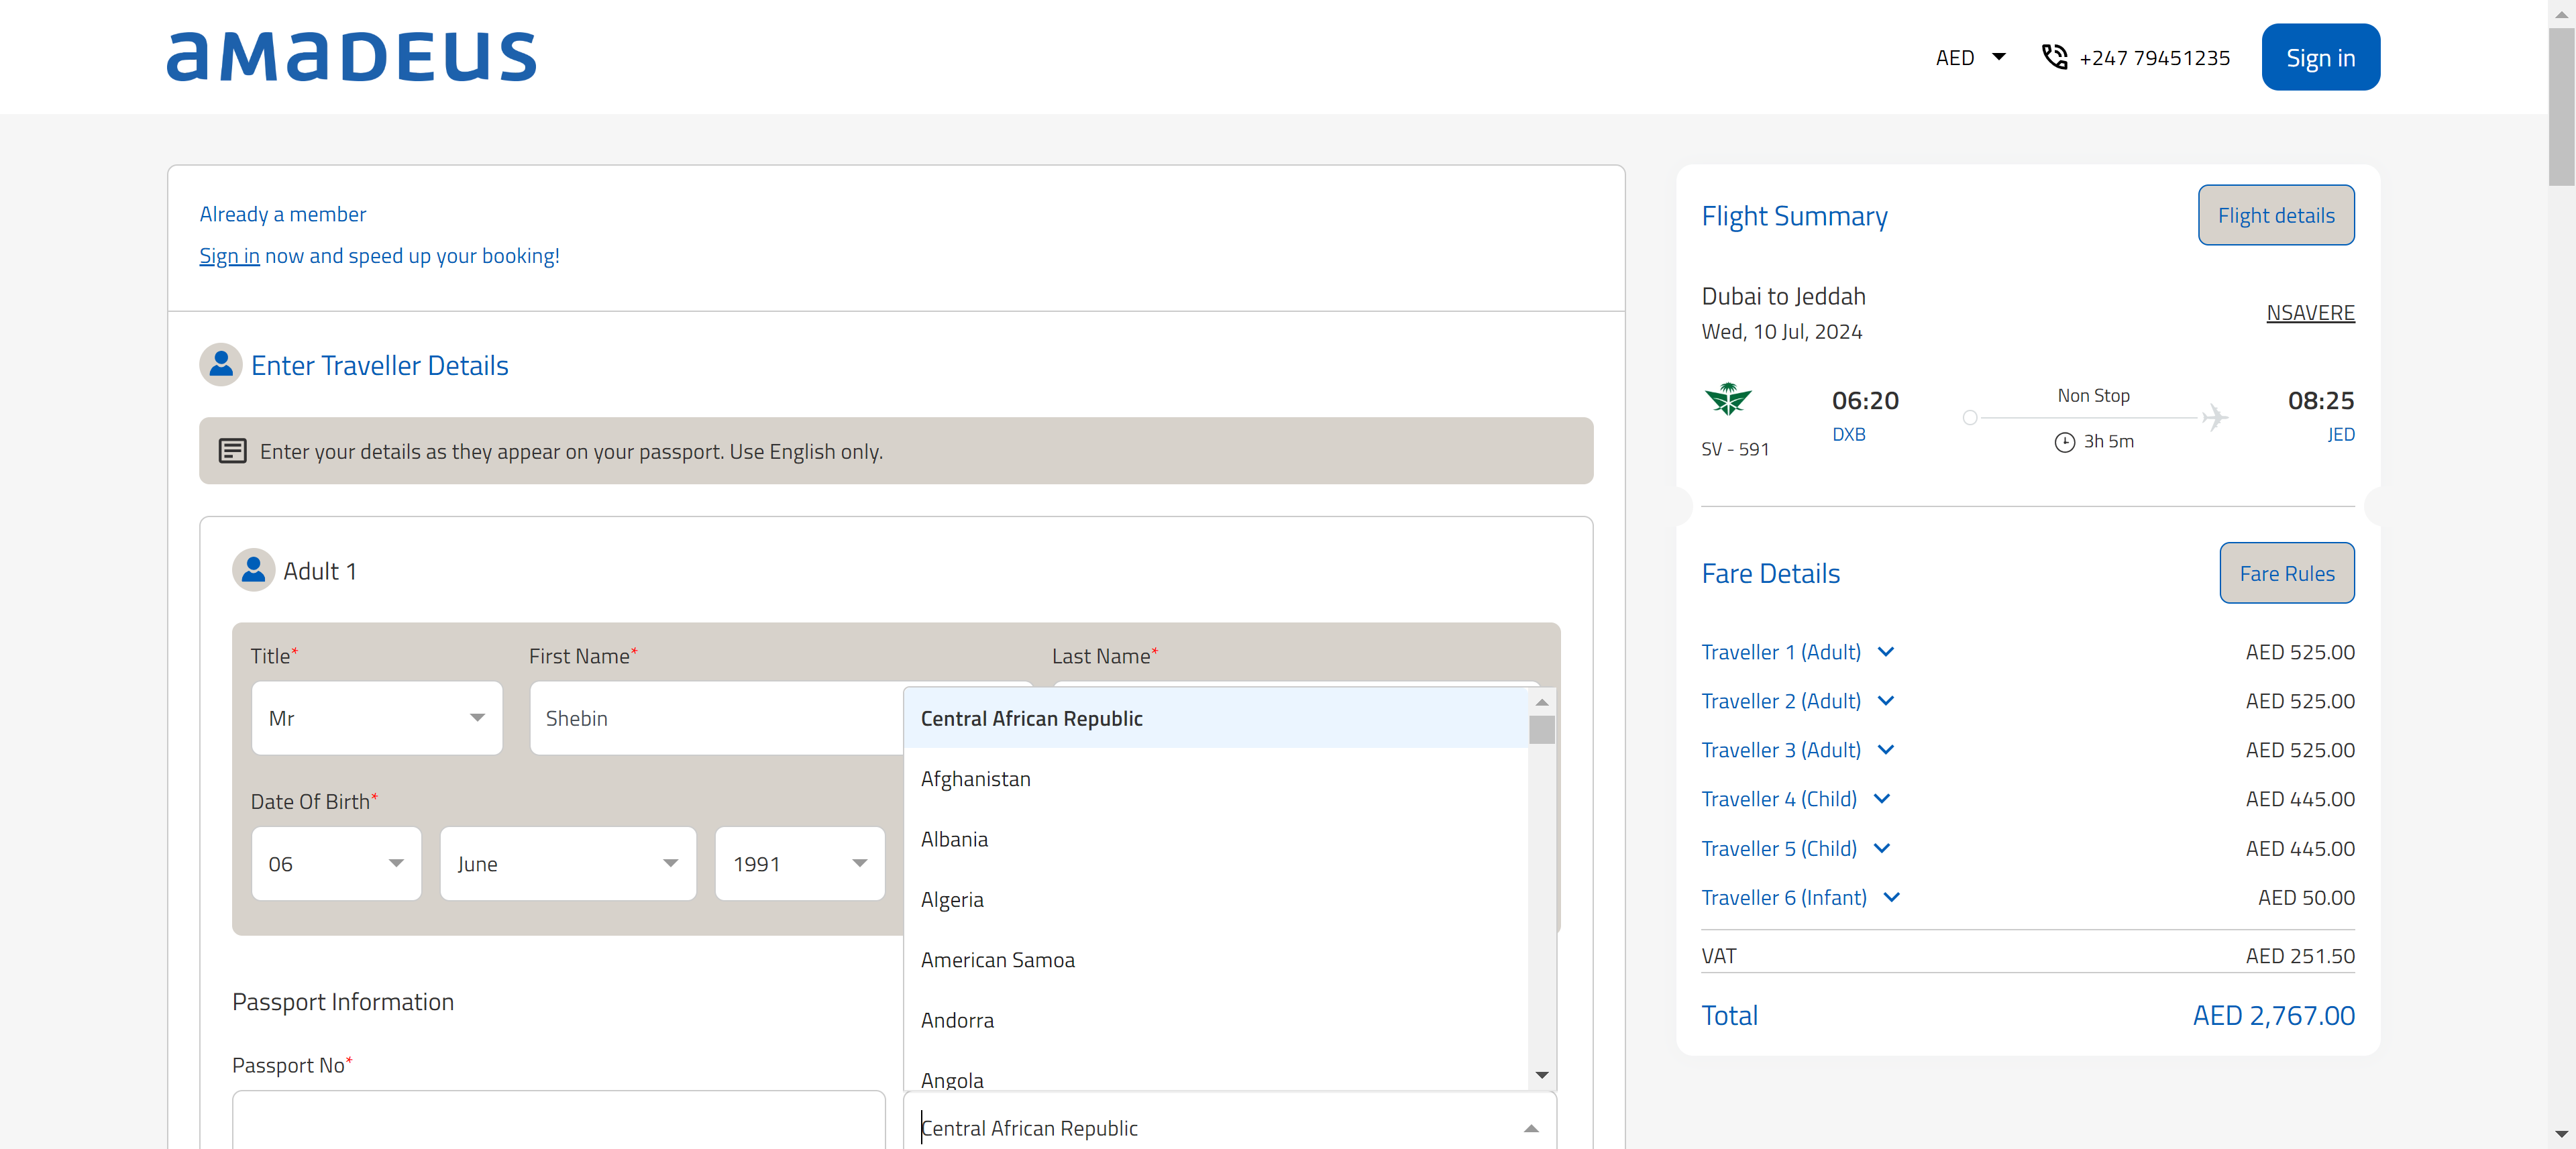 aMaDEUS
AED
+247 79451235
Sign in
Already a member
Sign in now and speed up your booking!
Enter Traveller Details
Enter your details as they appear on your passport. Use English only.
Adult 1
Title*
First Name*
Last Name*
Mr
Shebin
Date Of Birth*
06
June
1991
Central African Republic
Afghanistan
Albania
Algeria
American Samoa
Andorra
Angola
Passport Information
Passport No*
Central African Republic
Flight Summary
Flight details
Dubai to Jeddah
Wed, 10 Jul, 2024
NSAVERE
SV - 591
06:20
DXB
Non Stop
3h 5m
08:25
JED
Fare Details
Fare Rules
Traveller 1 (Adult) AED 525.00
Traveller 2 (Adult) AED 525.00
Traveller 3 (Adult) AED 525.00
Traveller 4 (Child) AED 445.00
Traveller 5 (Child) AED 445.00
Traveller 6 (Infant) AED 50.00
VAT AED 251.50
Total AED 2,767.00